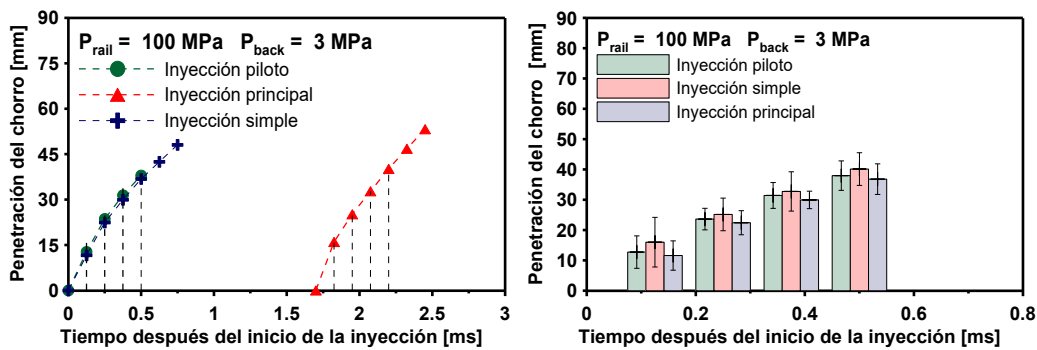 Penetración del chorro [mm]
90
75
60
45
30
15
0
P_rail = 100 MPa P_back = 3 MPa
Inyección piloto
Inyección principal
Inyección simple
0 0.5 1 1.5 2 2.5 3
Tiempo después del inicio de la inyección [ms]
Penetración del chorro [mm]
90
80
70
60
50
40
30
20
10
0
P_rail = 100 MPa P_back = 3 MPa
Inyección piloto
Inyección simple
Inyección principal
0 0.2 0.4 0.6 0.8
Tiempo después del inicio de la inyección [ms]